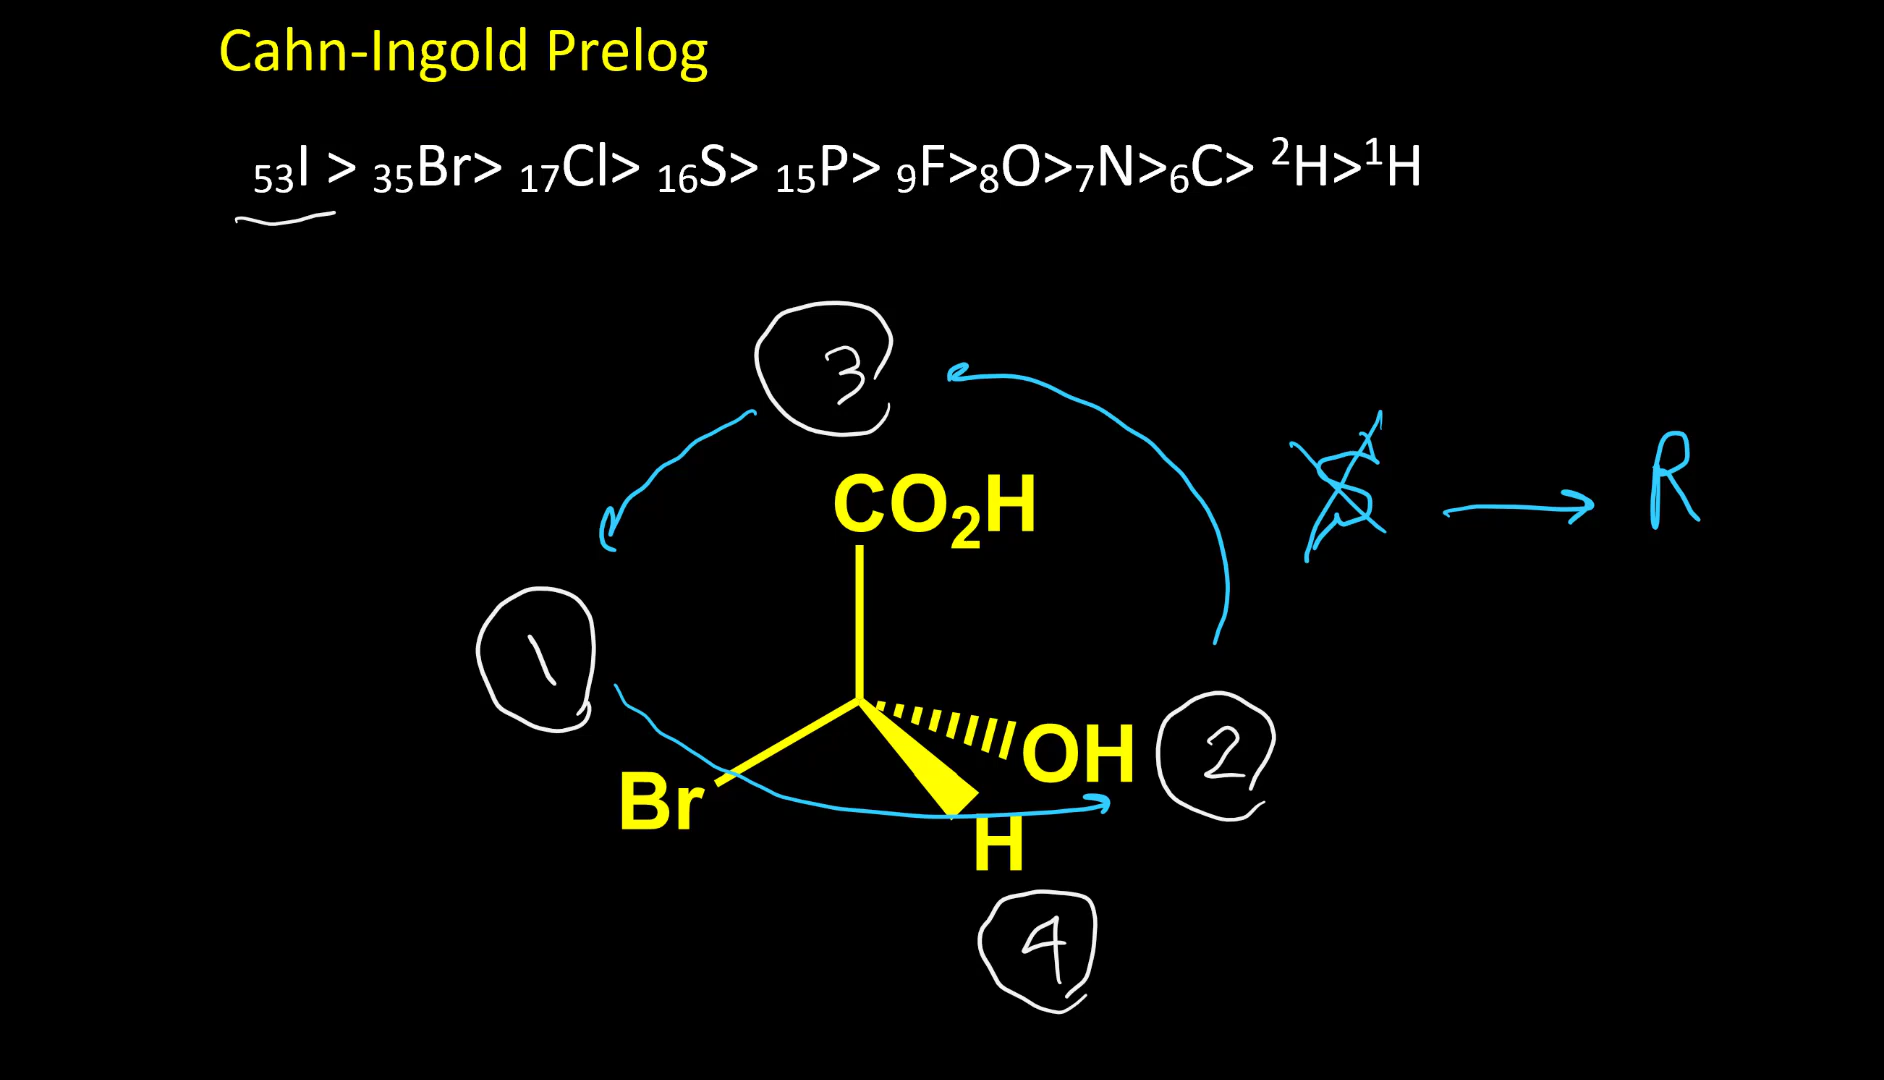 Cahn-Ingold Prelog
₅₃I > ₃₅Br> ₁₇Cl> ₁₆S> ₁₅P> ₉F>₈O>₇N>₆C> ²H>¹H
3
CO₂H
S → R
1
OH
2
Br
H
4